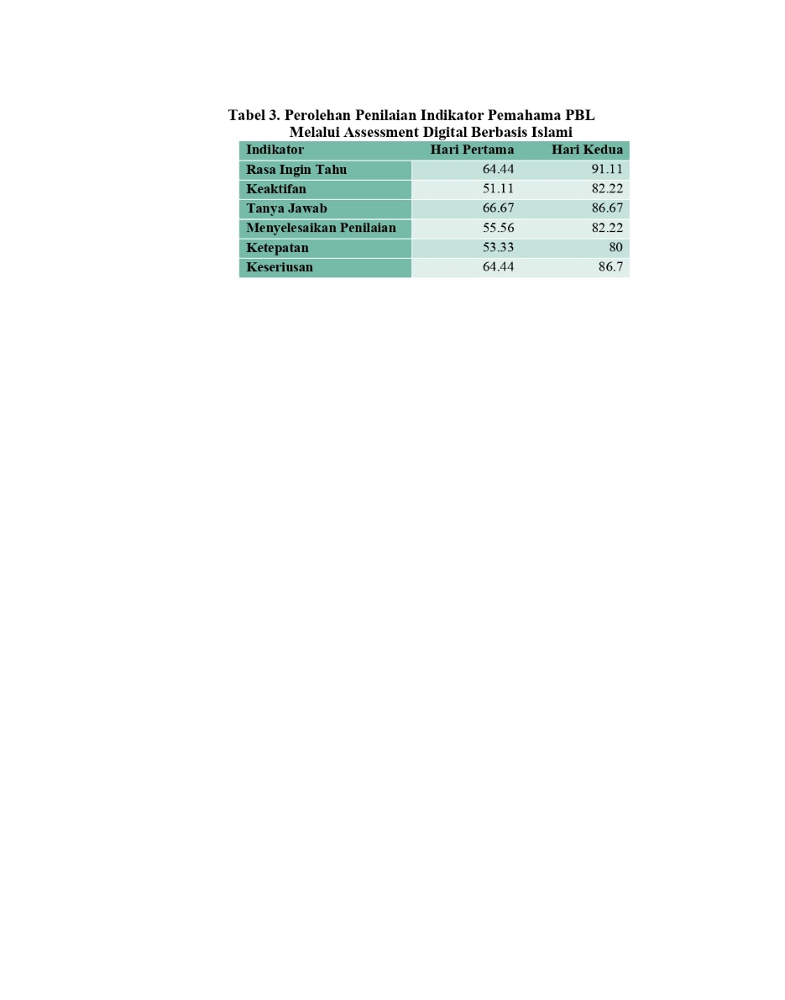 Tabel 3. Perolehan Penilaian Indikator Pemahama PBL
Melalui Assessment Digital Berbasis Islami
Indikator Hari Pertama Hari Kedua
Rasa Ingin Tahu 64.44 91.11
Keaktifan 51.11 82.22
Tanya Jawab 66.67 86.67
Menyelesaikan Penilaian 55.56 82.22
Ketepatan 53.33 80
Keseriusan 64.44 86.7